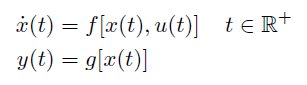 ẋ(t) = f[x(t), u(t)] t ∈ ℝ⁺
y(t) = g[x(t)]